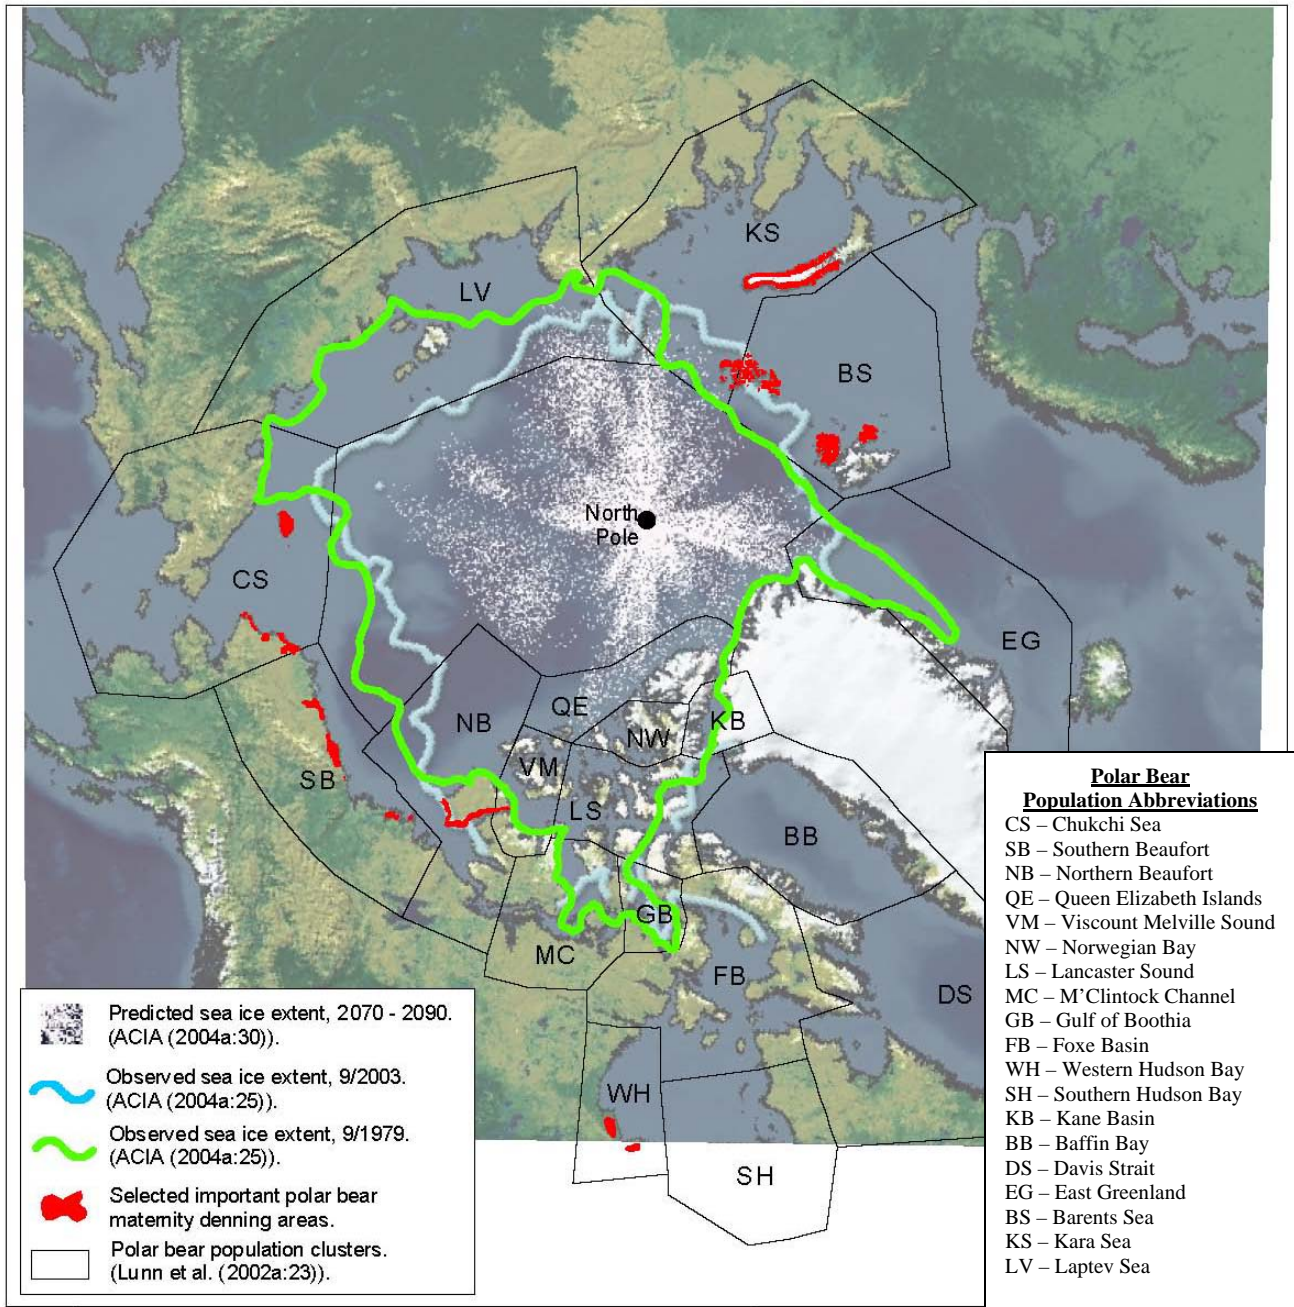 KS
LV
BS
North
Pole
CS
EG
QE
NB
KB
NW
VM
SB
LS
BB
GB
MC
FB
DS
WH
SH
Predicted sea ice extent, 2070 - 2090.
(ACIA (2004a:30)).
Observed sea ice extent, 9/2003.
(ACIA (2004a:25)).
Observed sea ice extent, 9/1979.
(ACIA (2004a:25)).
Selected important polar bear
maternity denning areas.
Polar bear population clusters.
(Lunn et al. (2002a:23)).
Polar Bear
Population Abbreviations
CS – Chukchi Sea
SB – Southern Beaufort
NB – Northern Beaufort
QE – Queen Elizabeth Islands
VM – Viscount Melville Sound
NW – Norwegian Bay
LS – Lancaster Sound
MC – M’Clintock Channel
GB – Gulf of Boothia
FB – Foxe Basin
WH – Western Hudson Bay
SH – Southern Hudson Bay
KB – Kane Basin
BB – Baffin Bay
DS – Davis Strait
EG – East Greenland
BS – Barents Sea
KS – Kara Sea
LV – Laptev Sea